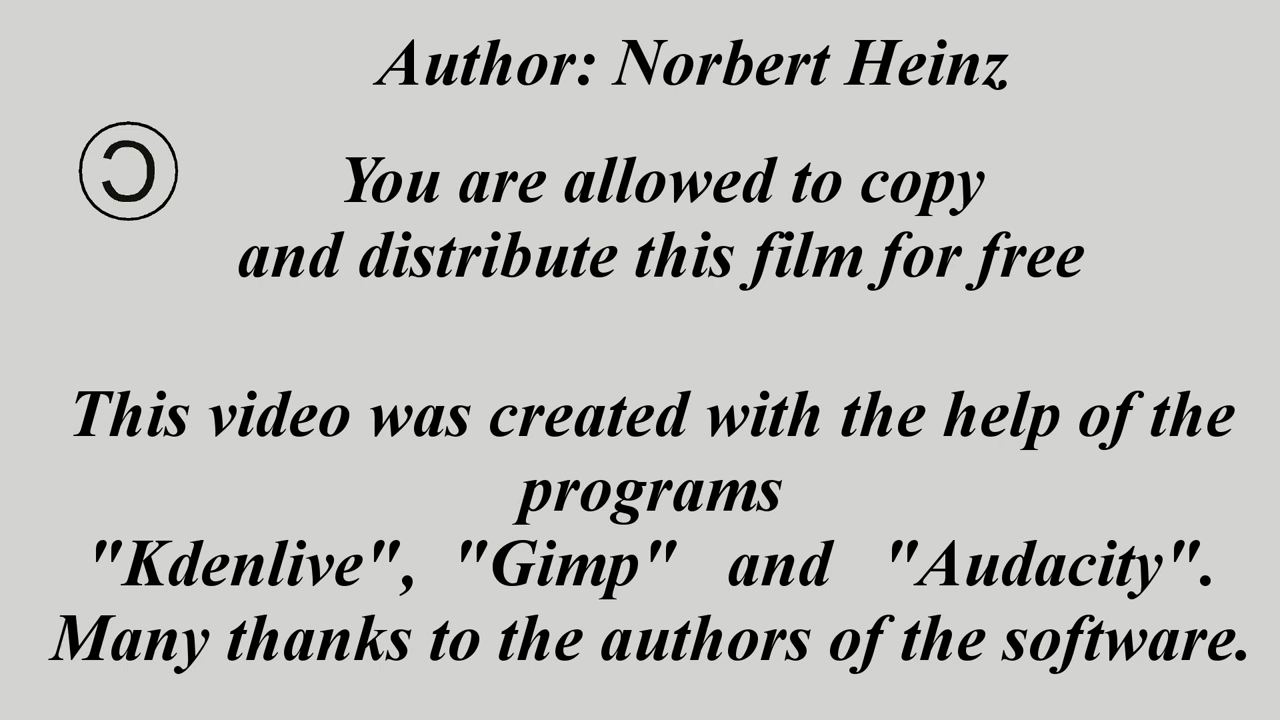 Author: Norbert Heinz
Ɔ
You are allowed to copy
and distribute this film for free
This video was created with the help of the
programs
"Kdenlive", "Gimp" and "Audacity".
Many thanks to the authors of the software.